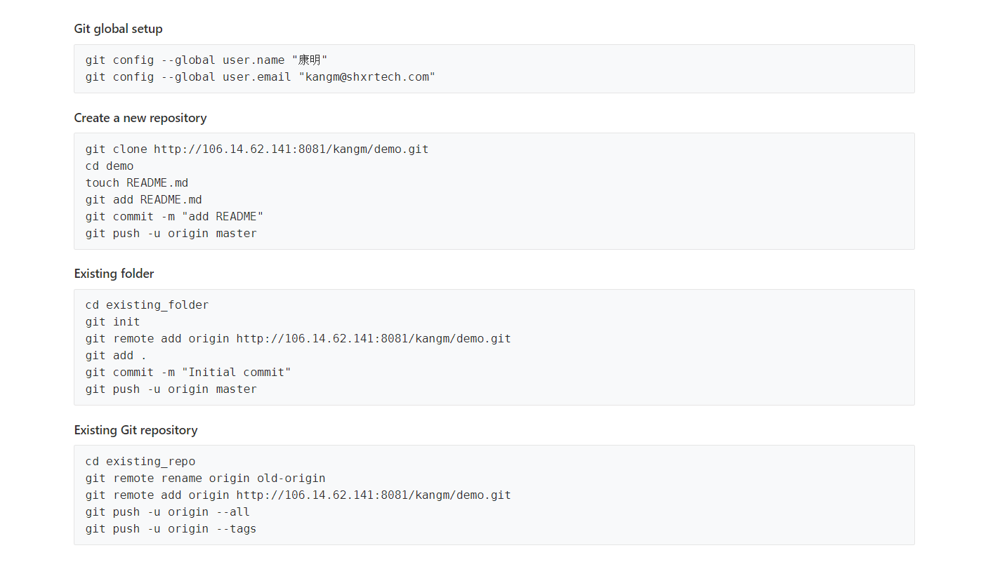 Git global setup
git config --global user.name "康明"
git config --global user.email "kangm@shxrtech.com"
Create a new repository
git clone http://106.14.62.141:8081/kangm/demo.git
cd demo
touch README.md
git add README.md
git commit -m "add README"
git push -u origin master
Existing folder
cd existing_folder
git init
git remote add origin http://106.14.62.141:8081/kangm/demo.git
git add .
git commit -m "Initial commit"
git push -u origin master
Existing Git repository
cd existing_repo
git remote rename origin old-origin
git remote add origin http://106.14.62.141:8081/kangm/demo.git
git push -u origin --all
git push -u origin --tags